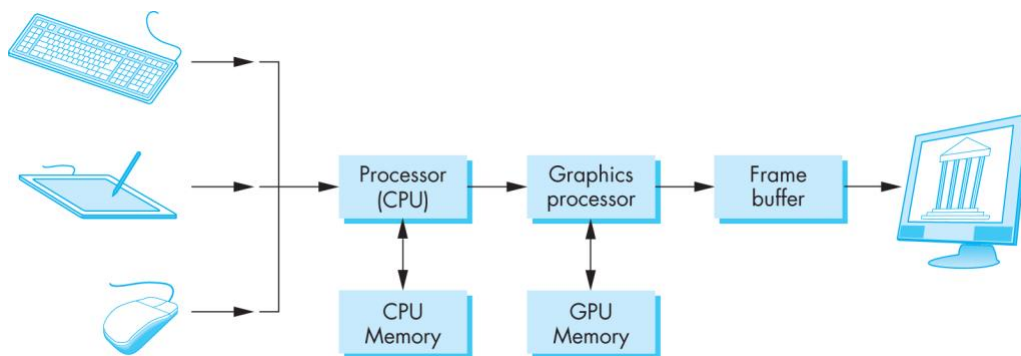 Processor
(CPU)
Graphics
processor
Frame
buffer
CPU
Memory
GPU
Memory